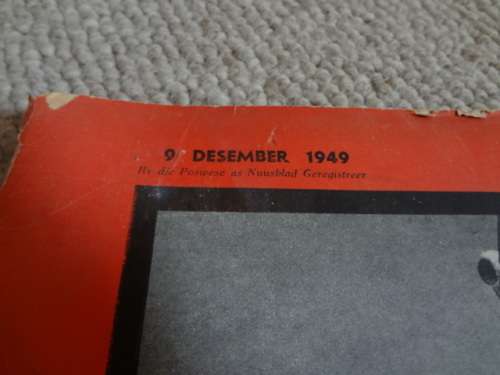 9 DESEMBER 1949
By die Poswese as Nuusblad Geregistreer